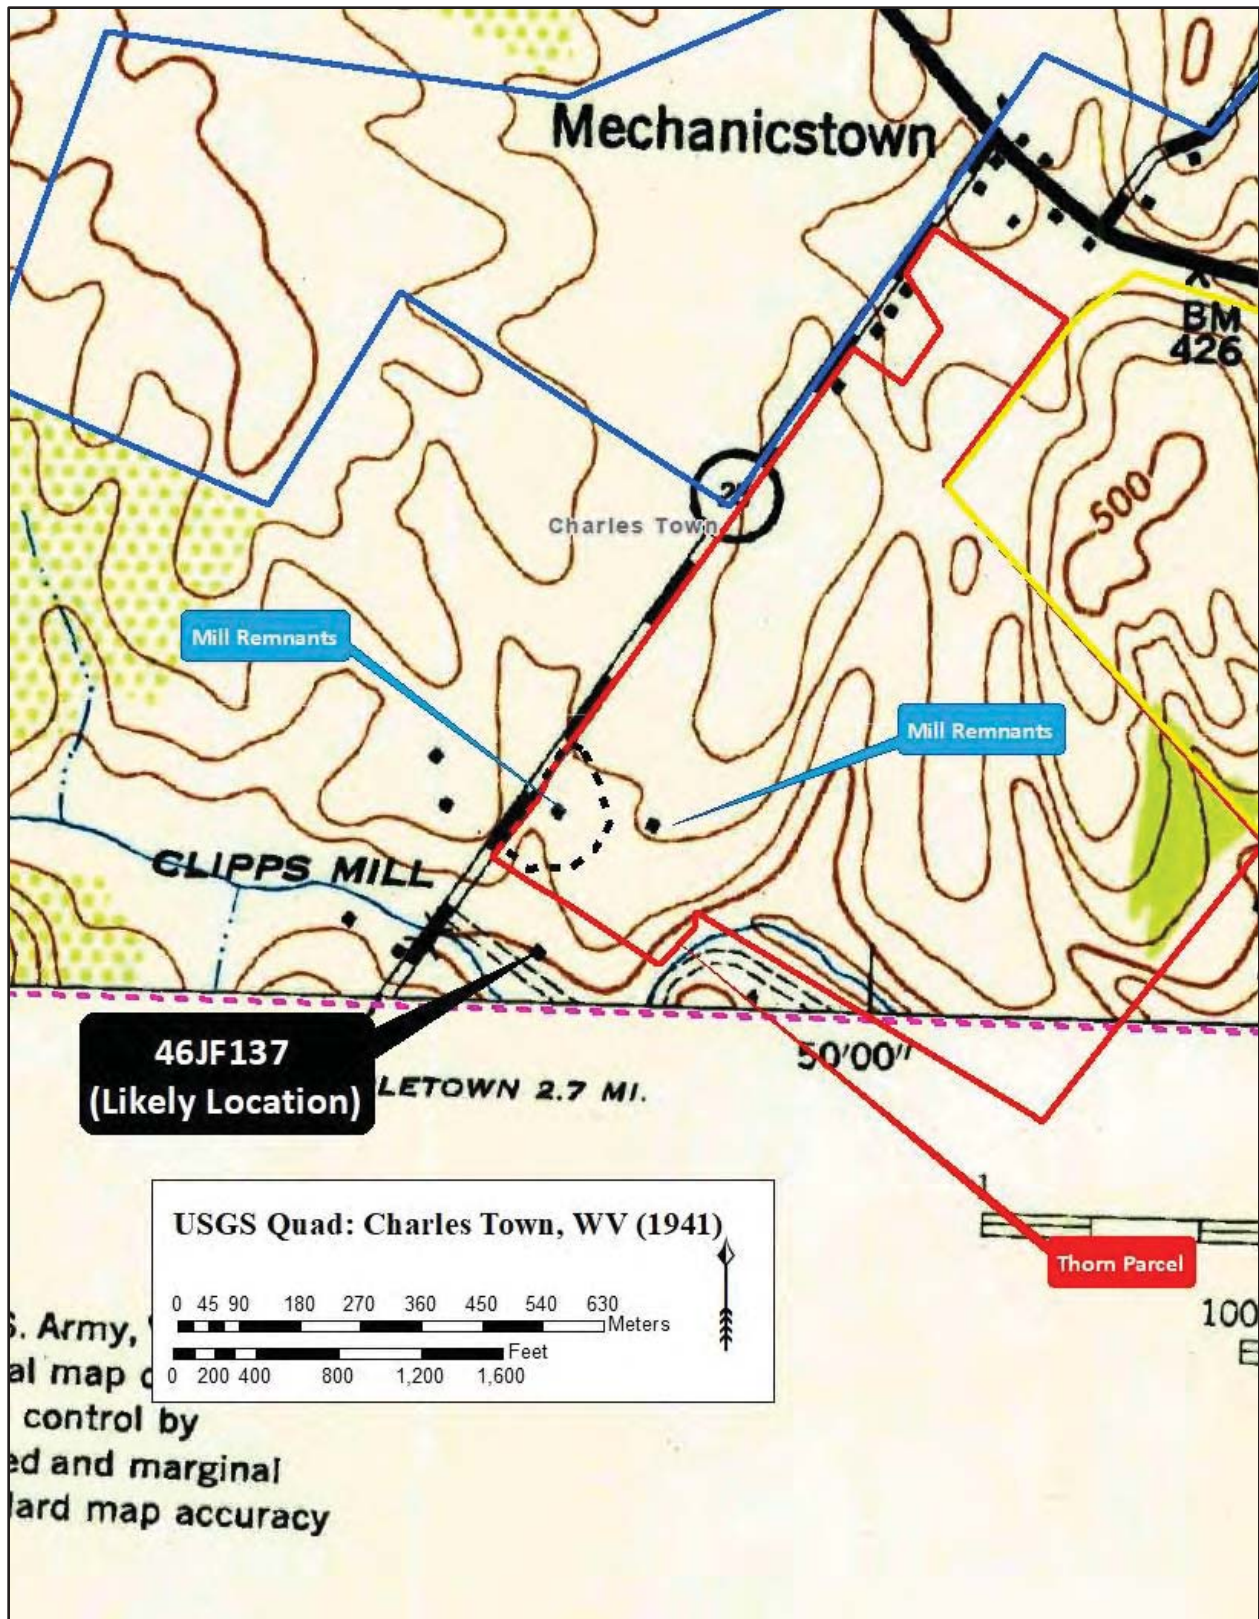 Mechanicstown
BM
426
500
Charles Town
Mill Remnants
Mill Remnants
CLIPPS MILL
46JF137
(Likely Location)
50'00"
LETOWN 2.7 MI.
1
USGS Quad: Charles Town, WV (1941)
0 45 90 180 270 360 450 540 630
Meters
Feet
0 200 400 800 1,200 1,600
Thorn Parcel
100
S. Army,
al map
control by
ed and marginal
dard map accuracy